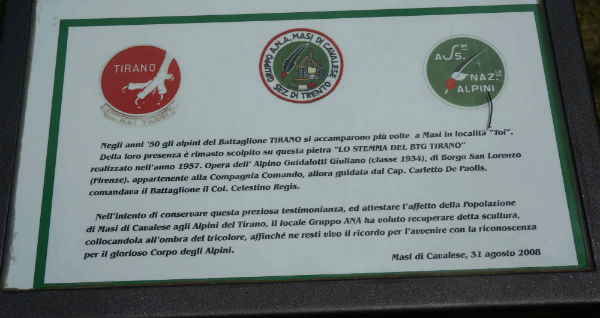 TIRANO
GRUPPO A.N.A. MASI DI CAVALESE
SEZ. DI TRENTO
ASS.NE
NAZ.LE
ALPINI
Negli anni '50 gli alpini del Battaglione TIRANO si accamparono più volte a Masi in località "Toi".
Della loro presenza è rimasto scolpito su questa pietra "LO STEMMA DEL BTG TIRANO"
realizzato nell'anno 1957. Opera dell' Alpino Guidalotti Giuliano (classe 1934), di Borgo San Lorenzo
(Firenze), appartenente alla Compagnia Comando, allora guidata dal Cap. Carletto De Paolis,
comandava il Battaglione il Col. Celestino Regis.
Nell'intento di conservare questa preziosa testimonianza, ed attestare l'affetto della Popolazione
di Masi di Cavalese agli Alpini del Tirano, il locale Gruppo ANA ha voluto recuperare detta scultura,
collocandola all'ombra del tricolore, affinché ne resti vivo il ricordo per l'avvenire con la riconoscenza
per il glorioso Corpo degli Alpini.
Masi di Cavalese, 31 agosto 2008